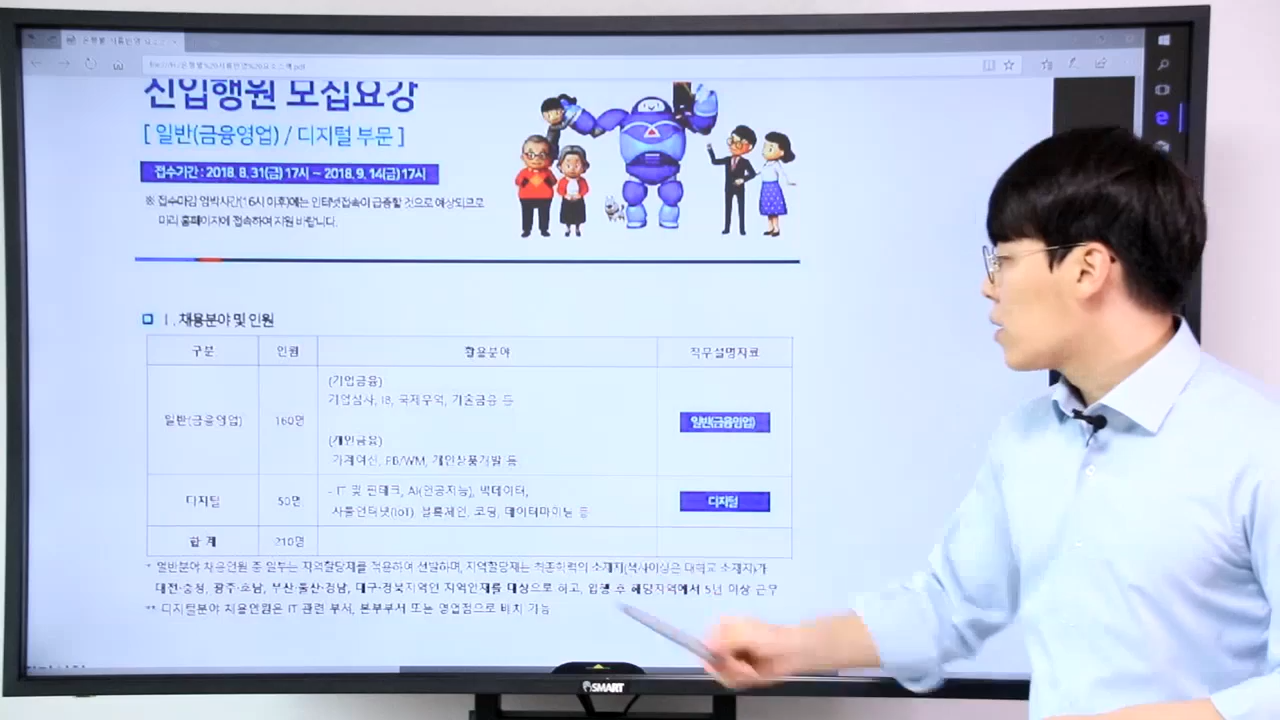 신입행원 모십요강
[ 일반(금융영업) / 디지털 부문 ]
접수기간 : 2018. 8. 31(금) 17시 ~ 2018. 9. 14(금) 17시
※ 접수마감 임박시간(16시 이후)에는 인터넷접속이 급증할 것으로 예상되므로
미리 홈페이지에 접속하여 지원 바랍니다.
Ⅰ. 채용분야 및 인원
구분 인원 활용분야 직무설명자료
(기업금융)
기업심사, IB, 국제무역, 기술금융 등
일반(금융영업) 160명 일반(금융영업)
(개인금융)
가계여신, PB/WM, 개인상품개발 등
- IT 및 핀테크, AI(인공지능), 빅데이터,
디지털 50명 디지털
사물인터넷(IoT), 블록체인, 코딩, 데이터마이닝 등
합 계 210명
* 일반분야 채용인원 중 일부는 지역할당제를 적용하여 선발하며, 지역할당제는 최종학력의 소재지(석사이상은 대학교 소재지)가
대전·충청, 광주·호남, 부산·울산·경남, 대구·경북지역인 지역인재를 대상으로 하고, 입행 후 해당지역에서 5년 이상 근무
** 디지털분야 채용인원은 IT 관련 부서, 본부부서 또는 영업점으로 배치 가능
SMART